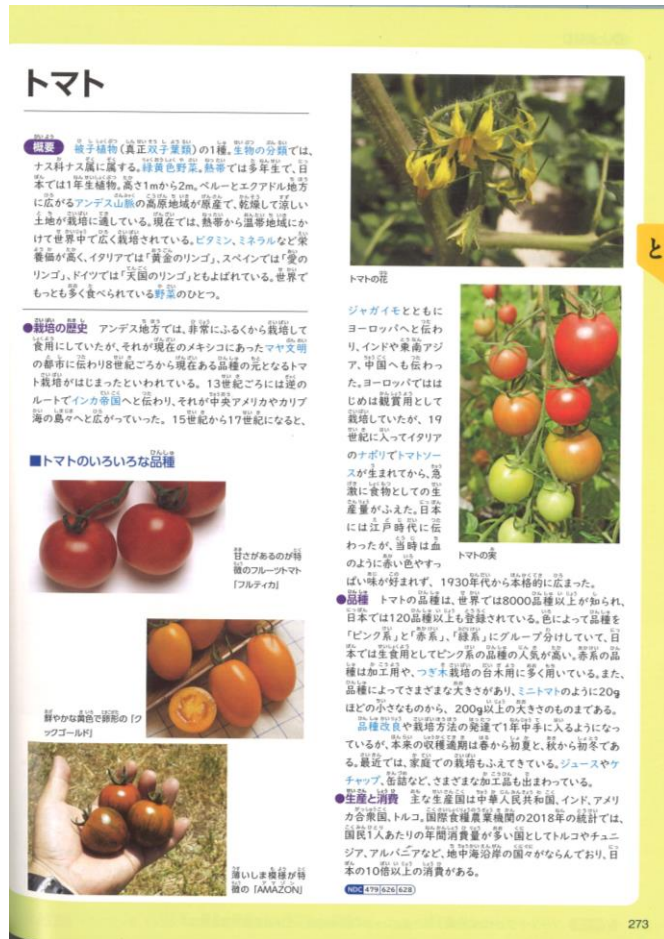 トマト
概要 被子植物(真正双子葉類)の1種。生物の分類では、
ナス科ナス属に属する。緑黄色野菜。熱帯では多年生で、日
本では1年生植物。高さ1mから2m。ペルーとエクアドル地方
に広がるアンデス山脈の高原地域が原産で、乾燥して涼しい
土地が栽培に適している。現在では、熱帯から温帯地域にか
けて世界中で広く栽培されている。ビタミン、ミネラルなど栄
養価が高く、イタリアでは「黄金のリンゴ」、スペインでは「愛の
リンゴ」、ドイツでは「天国のリンゴ」ともよばれている。世界で
もっとも多く食べられている野菜のひとつ。
●栽培の歴史 アンデス地方では、非常にふるくから栽培して
食用にしていたが、それが現在のメキシコにあったマヤ文明
の都市に伝わり8世紀ごろから現在ある品種の元となるトマ
ト栽培がはじまったといわれている。13世紀ごろには逆の
ルートでインカ帝国へと伝わり、それが中央アメリカやカリブ
海の島々へと広がっていった。15世紀から17世紀になると、
■トマトのいろいろな品種
甘さがあるのが特
徴のフルーツトマト
「フルティカ」
鮮やかな黄色で卵形の「ク
ックゴールド」
薄いしま模様が特
徴の「AMAZON」
トマトの花
ジャガイモとともに
ヨーロッパへと伝わ
り、インドや東南アジ
ア、中国へも伝わっ
た。ヨーロッパではは
じめは観賞用として
栽培していたが、19
世紀に入ってイタリア
のナポリでトマトソー
スが生まれてから、急
激に食物としての生
産量がふえた。日本
には江戸時代に伝
わったが、当時は血
のように赤い色やすっ
ぱい味が好まれず、1930年代から本格的に広まった。
トマトの実
●品種 トマトの品種は、世界では8000品種以上が知られ、
日本では120品種以上も登録されている。色によって品種を
「ピンク系」と「赤系」、「緑系」にグループ分けしていて、日
本では生食用としてピンク系の品種の人気が高い。赤系の品
種は加工用や、つぎ木栽培の台木用に多く用いている。また、
品種によってさまざまな大きさがあり、ミニトマトのように20g
ほどの小さなものから、200g以上の大きさのものまである。
品種改良や栽培方法の発達で1年中手に入るようになっ
ているが、本来の収穫適期は春から初夏と、秋から初冬であ
る。最近では、家庭での栽培もふえてきている。ジュースやケ
チャップ、缶詰など、さまざまな加工品も出まわっている。
●生産と消費 主な生産国は中華人民共和国、インド、アメリ
カ合衆国、トルコ。国際食糧農業機関の2018年の統計では、
国民1人あたりの年間消費量が多い国としてトルコやチュニ
ジア、アルバニアなど、地中海沿岸の国々がならんでおり、日
本の10倍以上の消費がある。
NDC 479 626 628
と
273